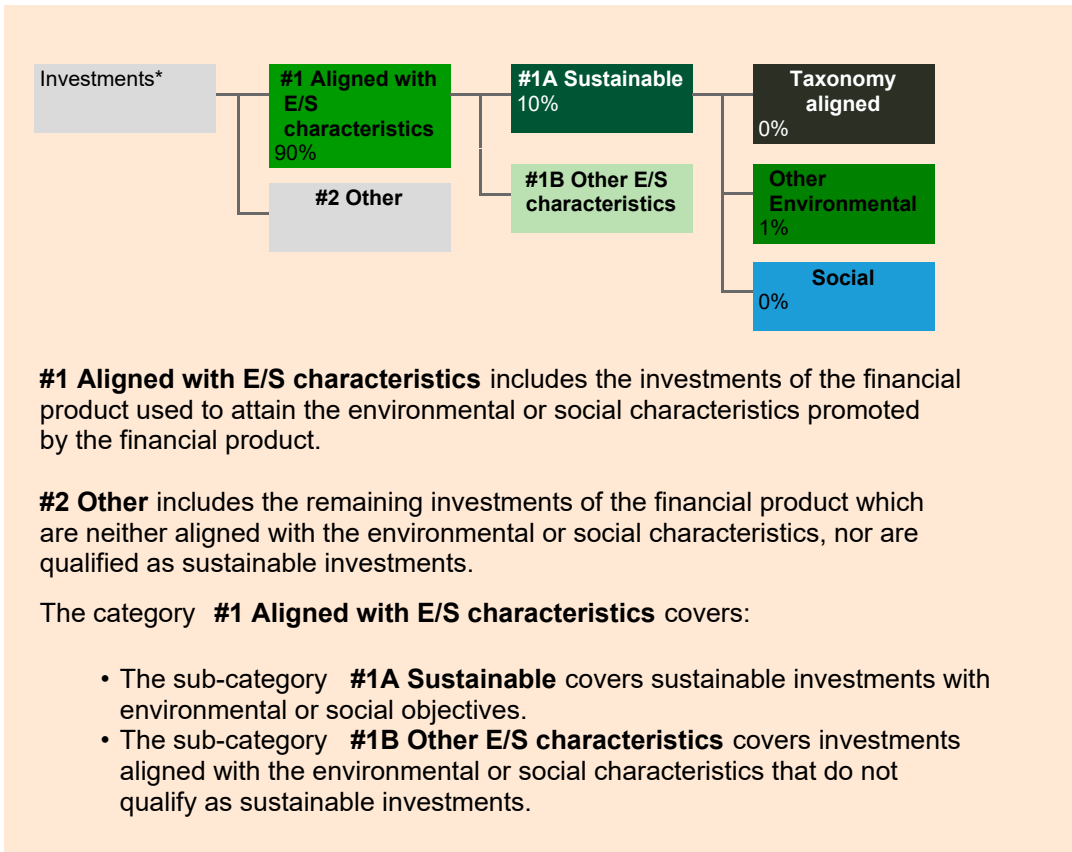 Investments*
#1 Aligned with
E/S
characteristics
90%
#2 Other
#1A Sustainable
10%
#1B Other E/S
characteristics
Taxonomy
aligned
0%
Other
Environmental
1%
Social
0%
#1 Aligned with E/S characteristics includes the investments of the financial
product used to attain the environmental or social characteristics promoted
by the financial product.
#2 Other includes the remaining investments of the financial product which
are neither aligned with the environmental or social characteristics, nor are
qualified as sustainable investments.
The category #1 Aligned with E/S characteristics covers:
• The sub-category #1A Sustainable covers sustainable investments with
environmental or social objectives.
• The sub-category #1B Other E/S characteristics covers investments
aligned with the environmental or social characteristics that do not
qualify as sustainable investments.